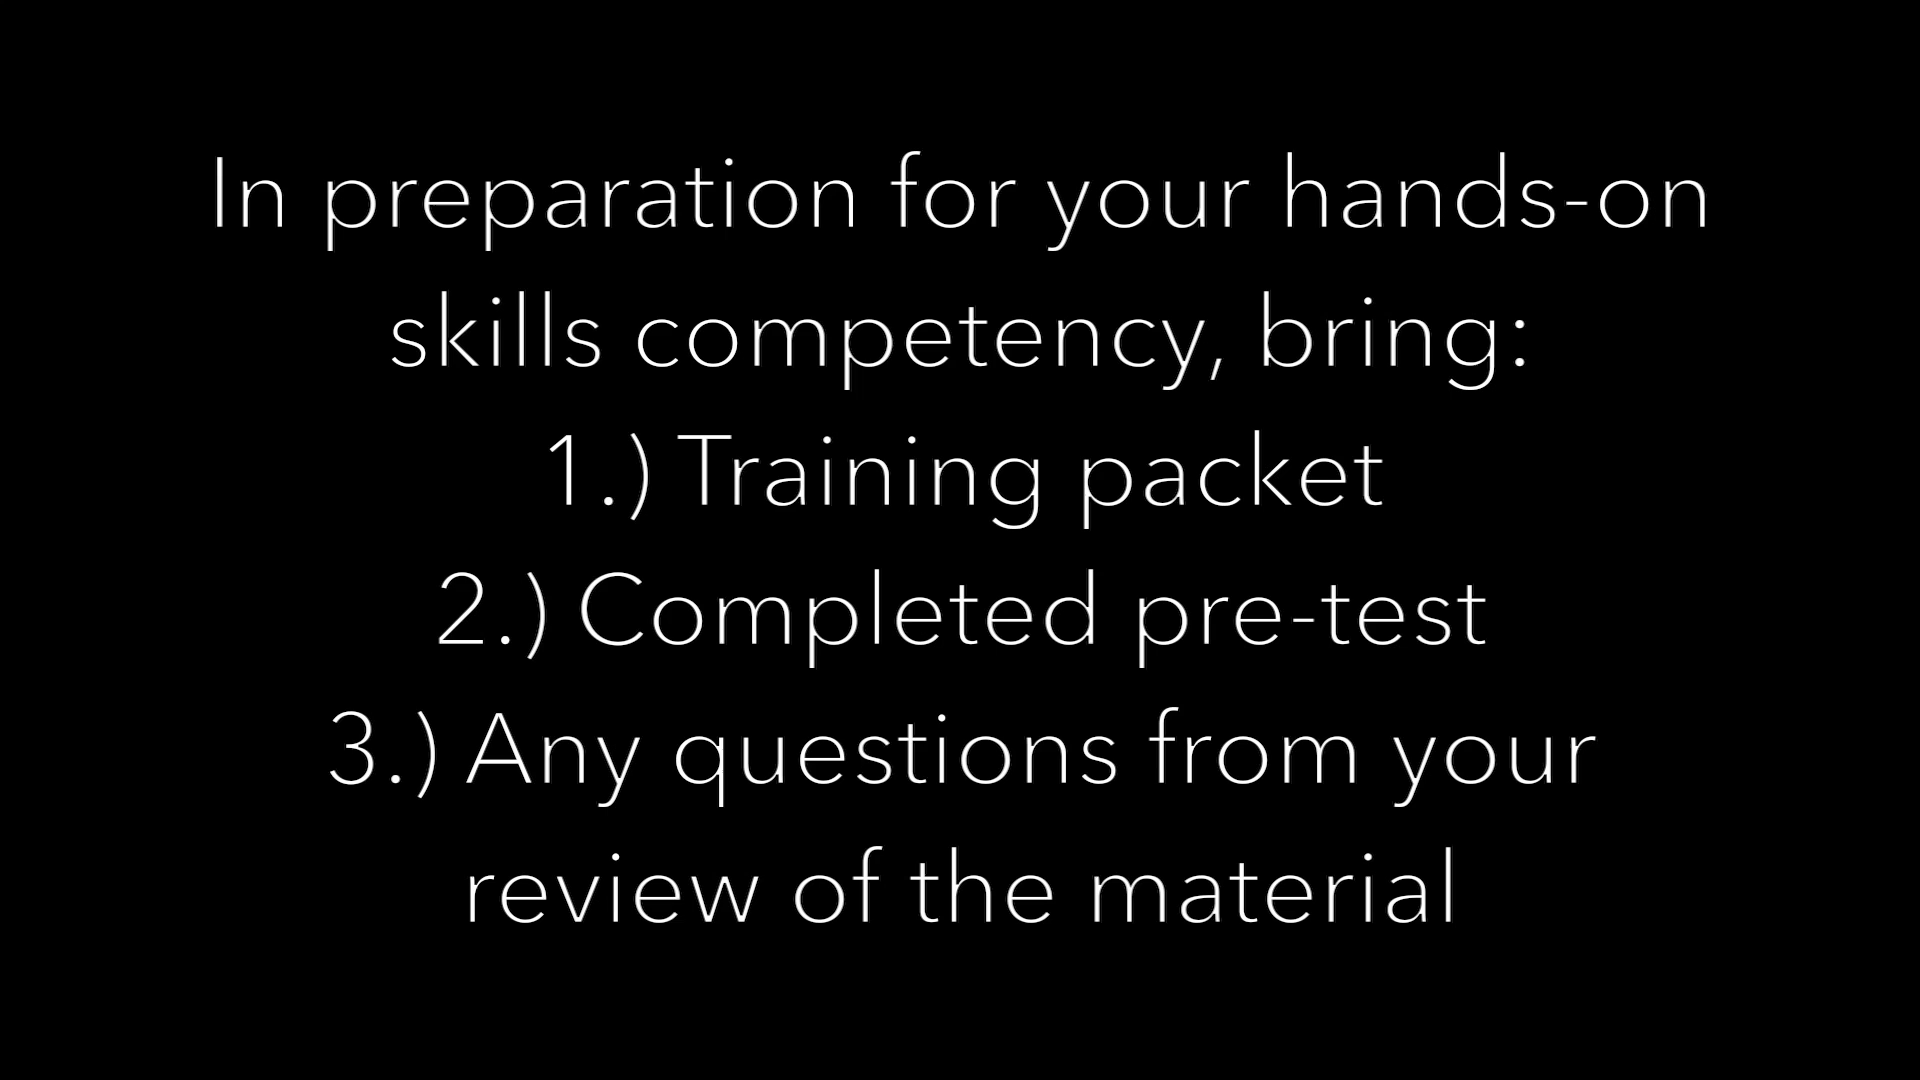 In preparation for your hands-on
skills competency, bring:
1.) Training packet
2.) Completed pre-test
3.) Any questions from your
review of the material